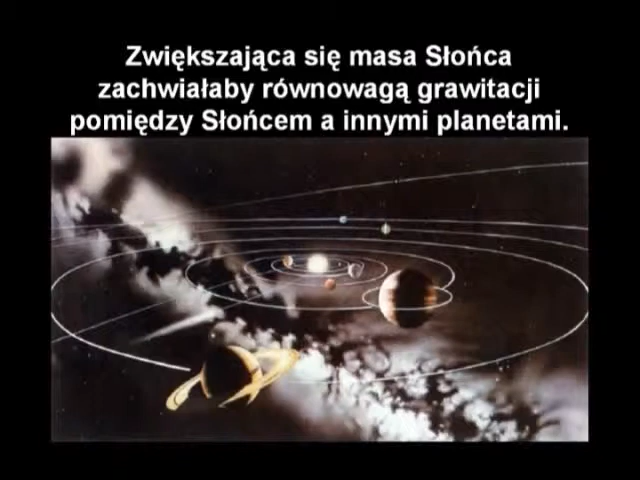 Zwiększająca się masa Słońca
zachwiałaby równowagą grawitacji
pomiędzy Słońcem a innymi planetami.